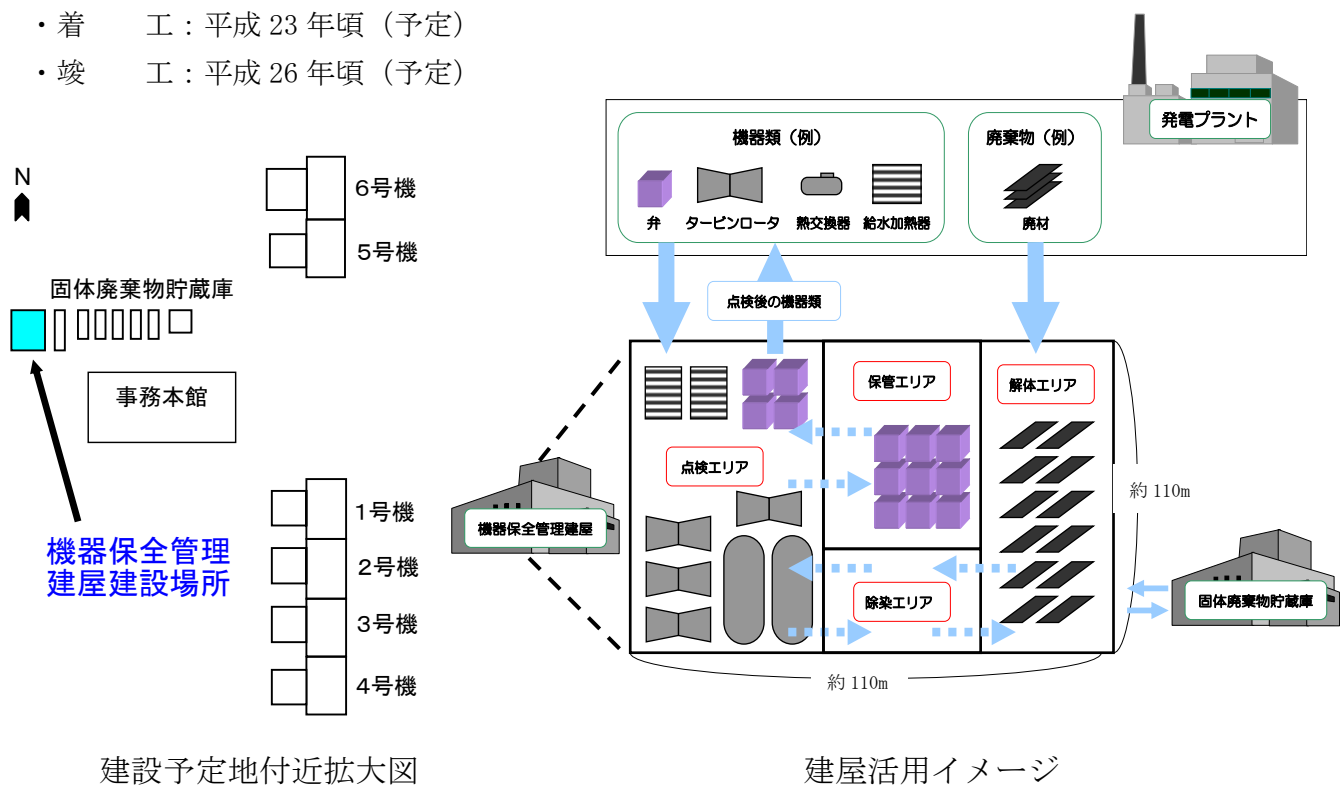 ・着　　工：平成 23 年頃（予定）
・竣　　工：平成 26 年頃（予定）
N
6号機
5号機
固体廃棄物貯蔵庫
事務本館
機器保全管理
建屋建設場所
1号機
2号機
3号機
4号機
建設予定地付近拡大図
発電プラント
機器類（例）
廃棄物（例）
弁
タービンロータ
熱交換器
給水加熱器
廃材
点検後の機器類
保管エリア
解体エリア
点検エリア
除染エリア
機器保全管理建屋
約 110m
固体廃棄物貯蔵庫
約 110m
建屋活用イメージ